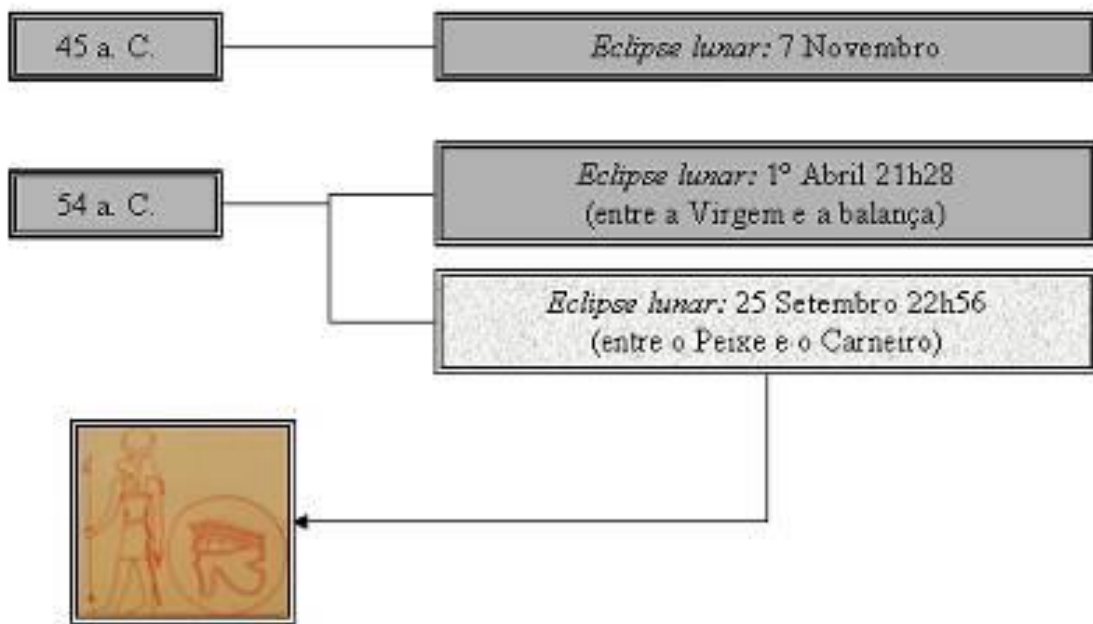 45 a. C.
Eclipse lunar: 7 Novembro
54 a. C.
Eclipse lunar: 1º Abril 21h28
(entre a Virgem e a balança)
Eclipse lunar: 25 Setembro 22h56
(entre o Peixe e o Carneiro)